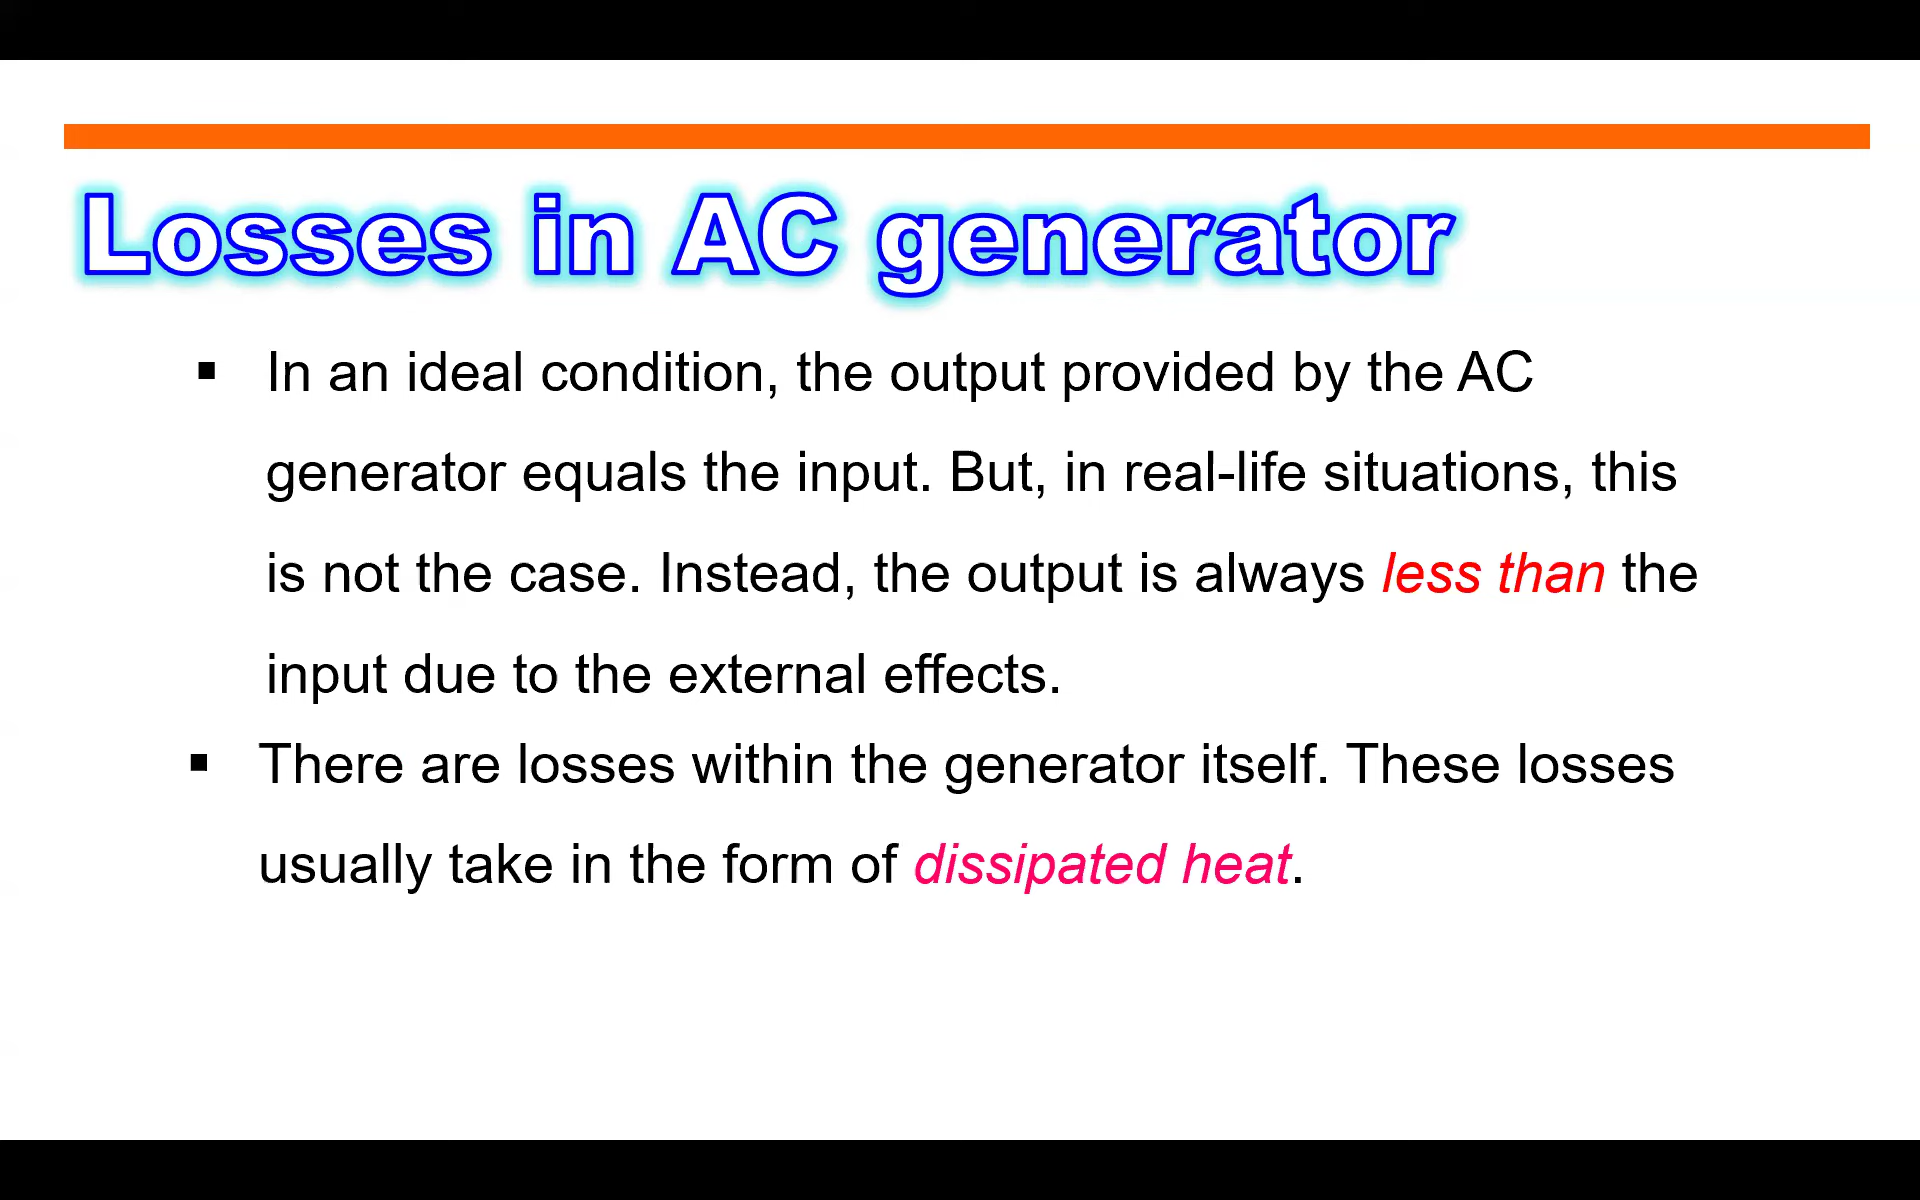 Losses in AC generator
▪ In an ideal condition, the output provided by the AC
generator equals the input. But, in real-life situations, this
is not the case. Instead, the output is always less than the
input due to the external effects.
▪ There are losses within the generator itself. These losses
usually take in the form of dissipated heat.